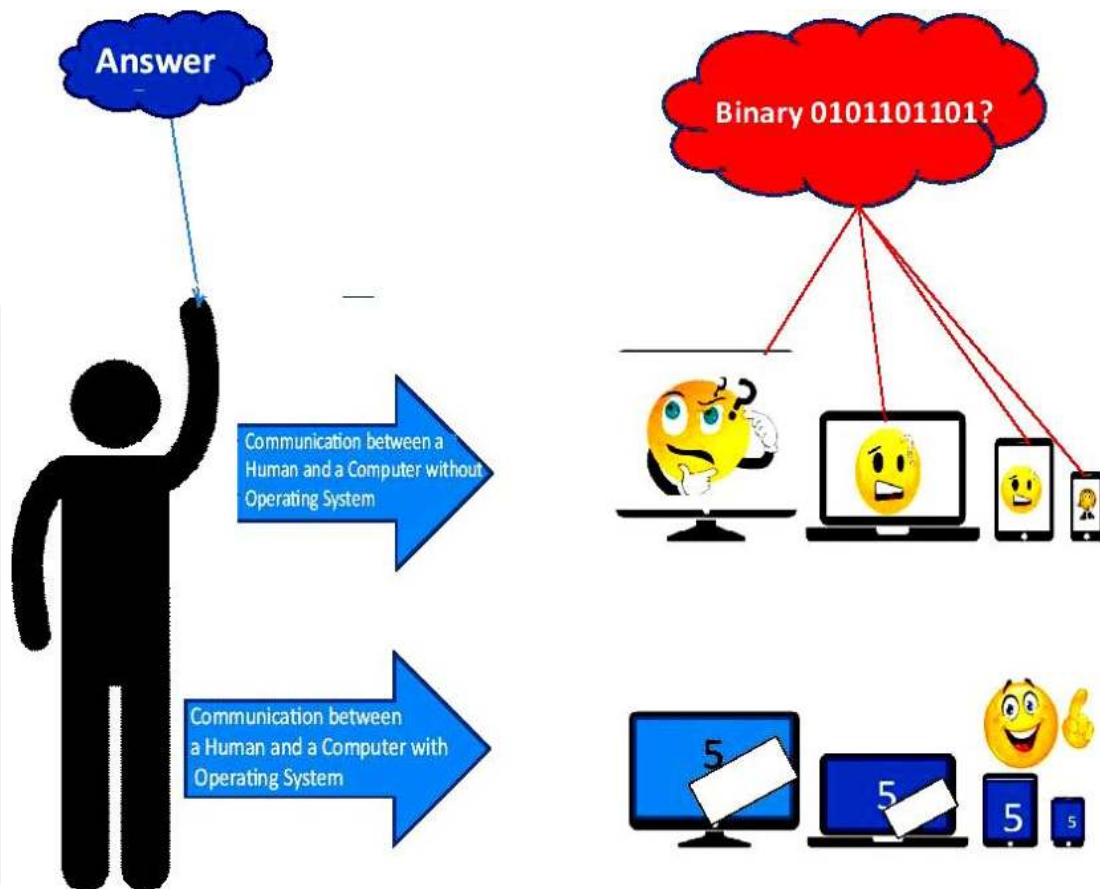 Answer
Binary 0101101101?
? ?
Communication between a
Human and a Computer without
Operating System
Communication between
a Human and a Computer with
Operating System
5
5
5
5